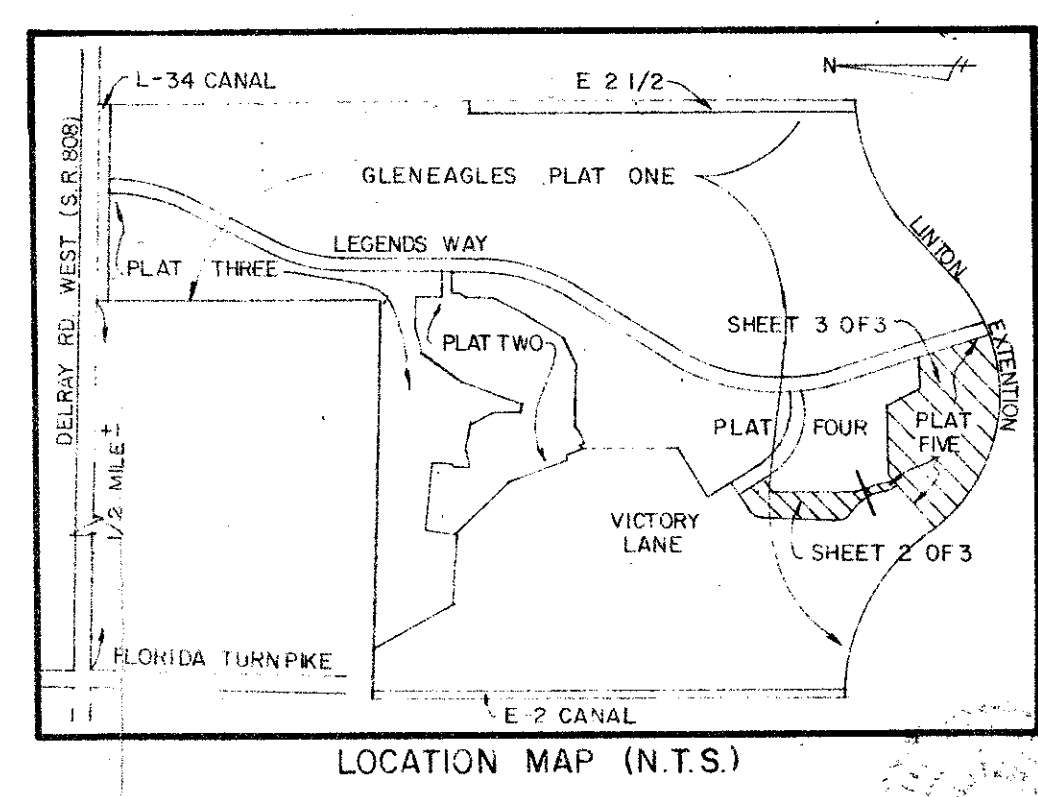 L-34 CANAL
E 2 1/2
N
DELRAY RD. WEST (S.R. 808)
GLENEAGLES PLAT ONE
LEGENDS WAY
LINTON
EXTENTION
PLAT THREE
SHEET 3 OF 3
PLAT TWO
PLAT FOUR
PLAT
FIVE
1/2 MILE ±
VICTORY
LANE
SHEET 2 OF 3
FLORIDA TURNPIKE
E-2 CANAL
LOCATION MAP (N.T.S.)